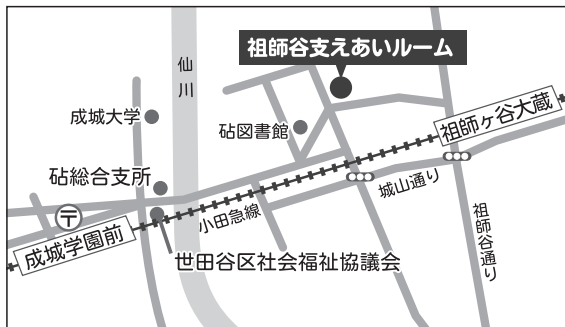 祖師谷支えあいルーム
仙川
成城大学
砧図書館
祖師ヶ谷大蔵
砧総合支所
城山通り
小田急線
〒
成城学園前
祖師谷通り
世田谷区社会福祉協議会